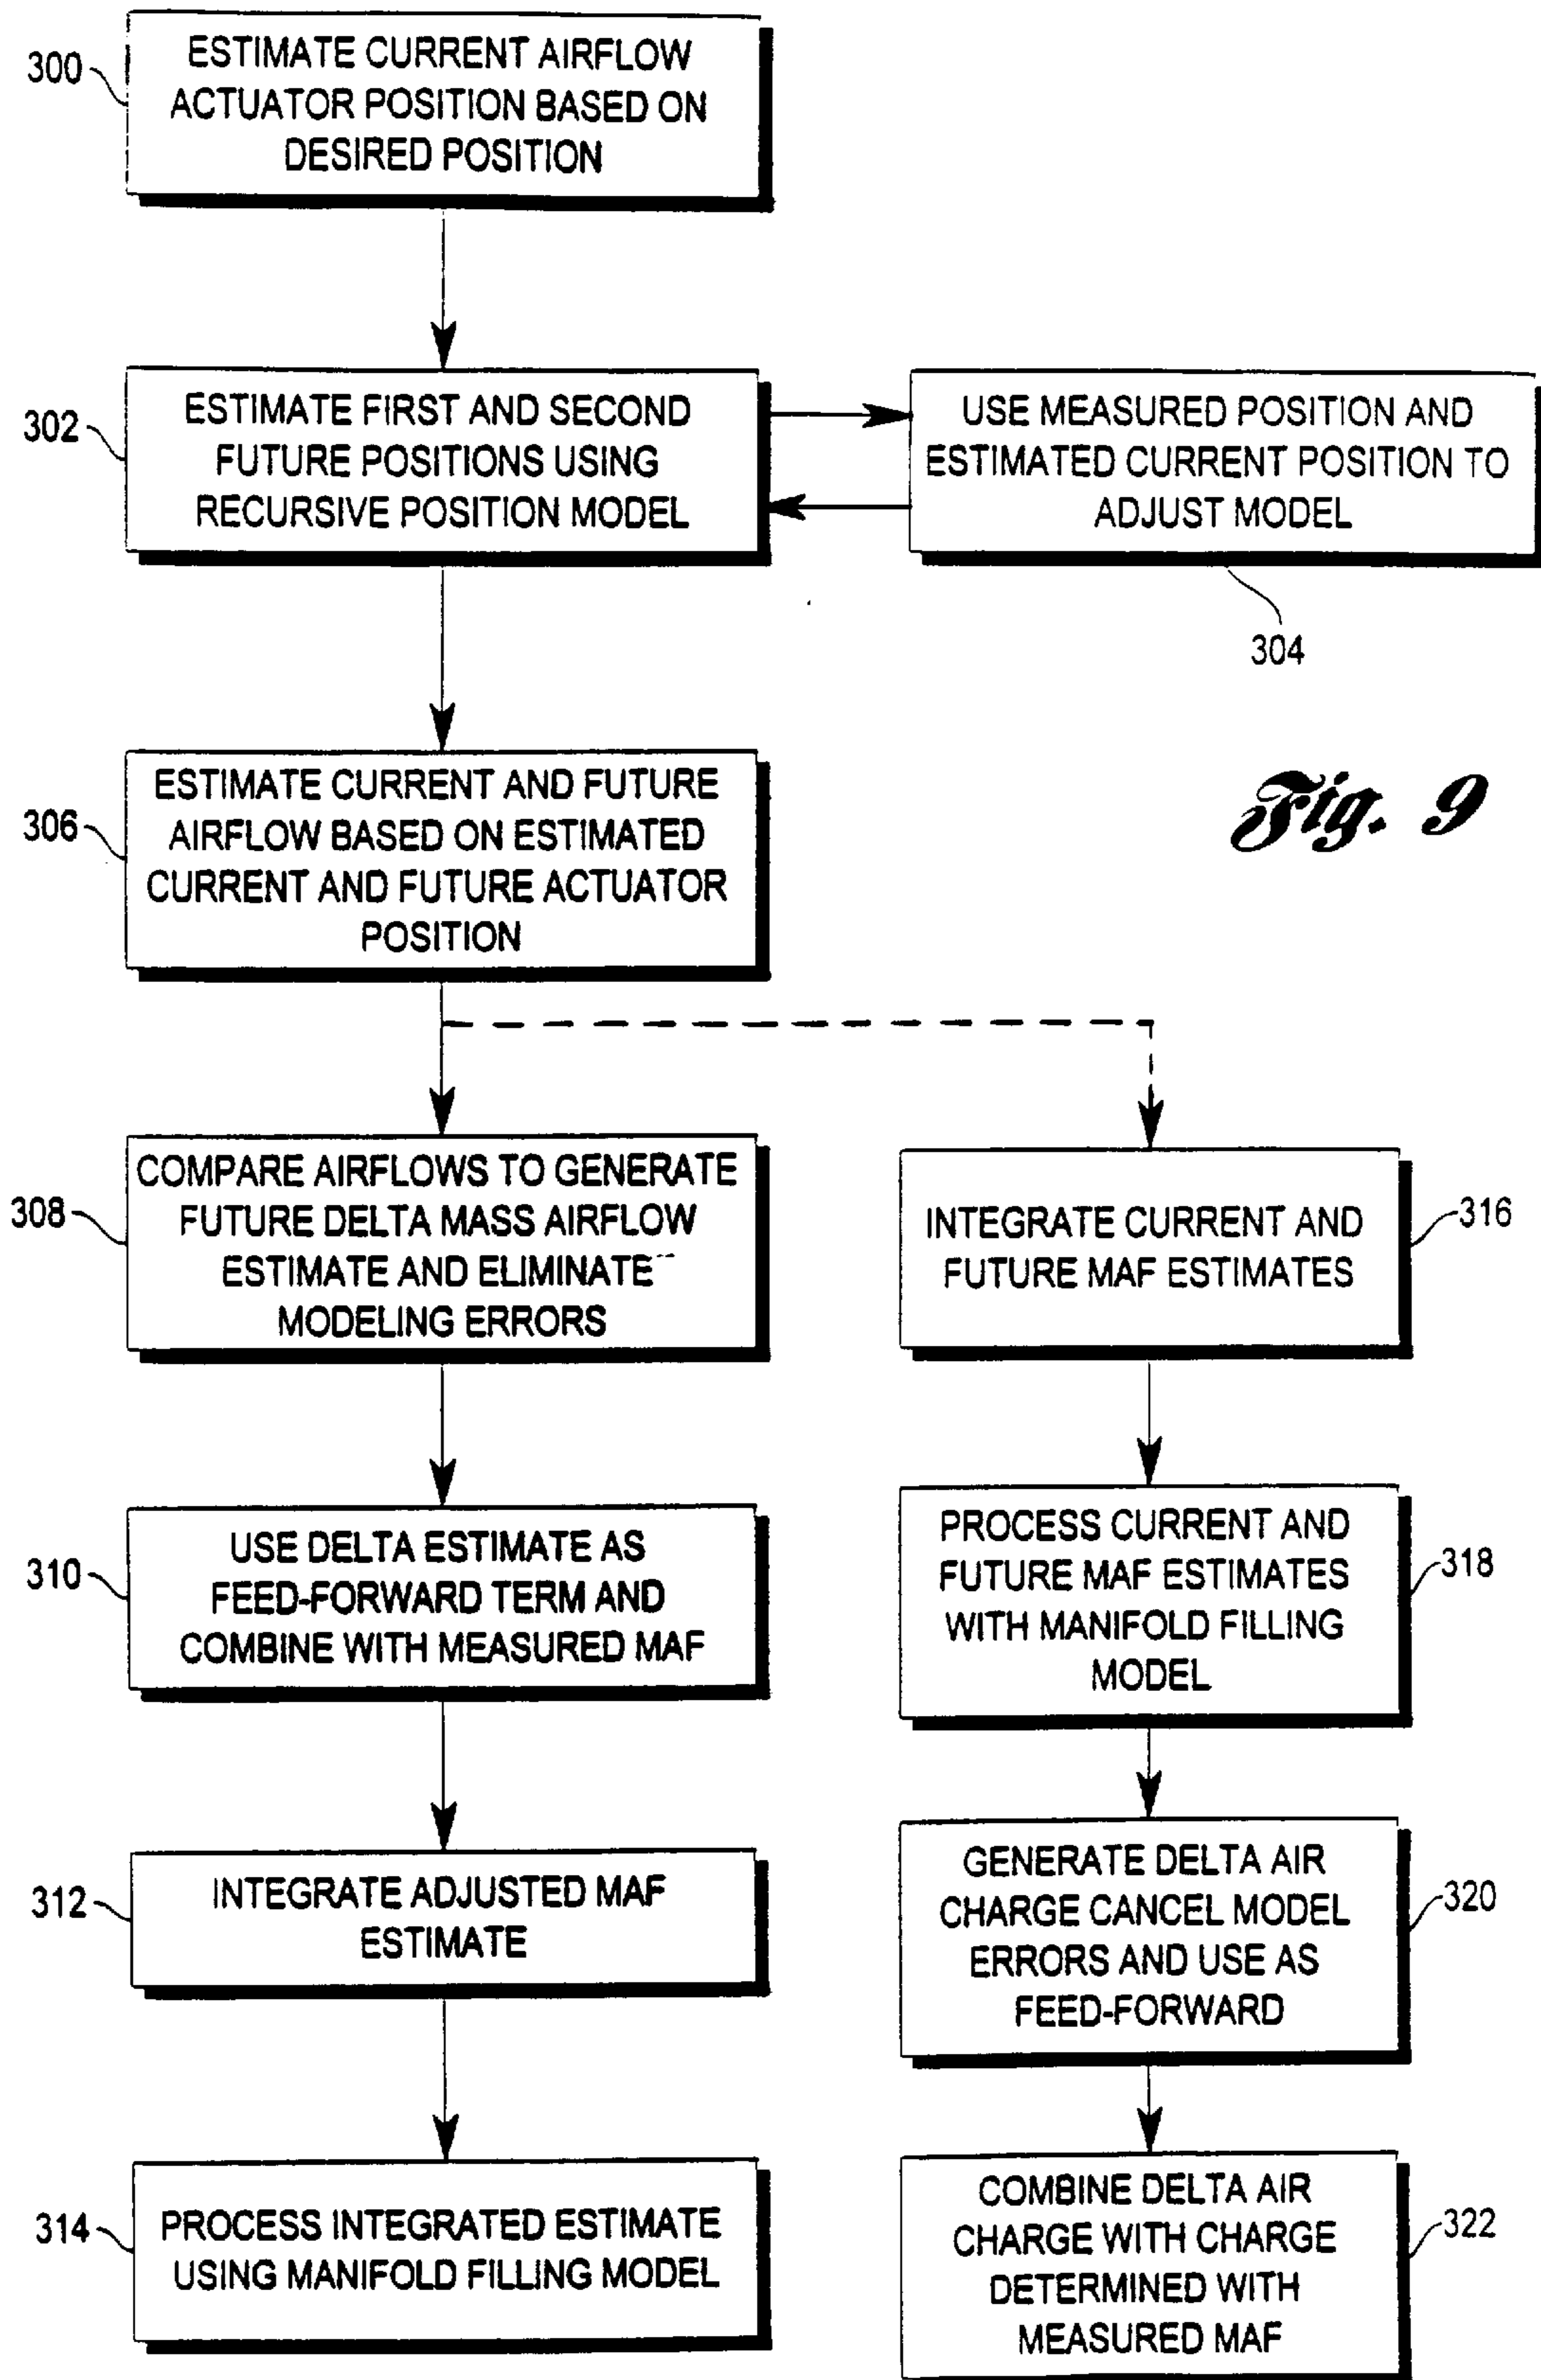 300
ESTIMATE CURRENT AIRFLOW
ACTUATOR POSITION BASED ON
DESIRED POSITION
302
ESTIMATE FIRST AND SECOND
FUTURE POSITIONS USING
RECURSIVE POSITION MODEL
USE MEASURED POSITION AND
ESTIMATED CURRENT POSITION TO
ADJUST MODEL
304
306
ESTIMATE CURRENT AND FUTURE
AIRFLOW BASED ON ESTIMATED
CURRENT AND FUTURE ACTUATOR
POSITION
Fig. 9
308
COMPARE AIRFLOWS TO GENERATE
FUTURE DELTA MASS AIRFLOW
ESTIMATE AND ELIMINATE
MODELING ERRORS
310
USE DELTA ESTIMATE AS
FEED-FORWARD TERM AND
COMBINE WITH MEASURED MAF
312
INTEGRATE ADJUSTED MAF
ESTIMATE
314
PROCESS INTEGRATED ESTIMATE
USING MANIFOLD FILLING MODEL
INTEGRATE CURRENT AND
FUTURE MAF ESTIMATES
316
PROCESS CURRENT AND
FUTURE MAF ESTIMATES
WITH MANIFOLD FILLING
MODEL
318
GENERATE DELTA AIR
CHARGE CANCEL MODEL
ERRORS AND USE AS
FEED-FORWARD
320
COMBINE DELTA AIR
CHARGE WITH CHARGE
DETERMINED WITH
MEASURED MAF
322